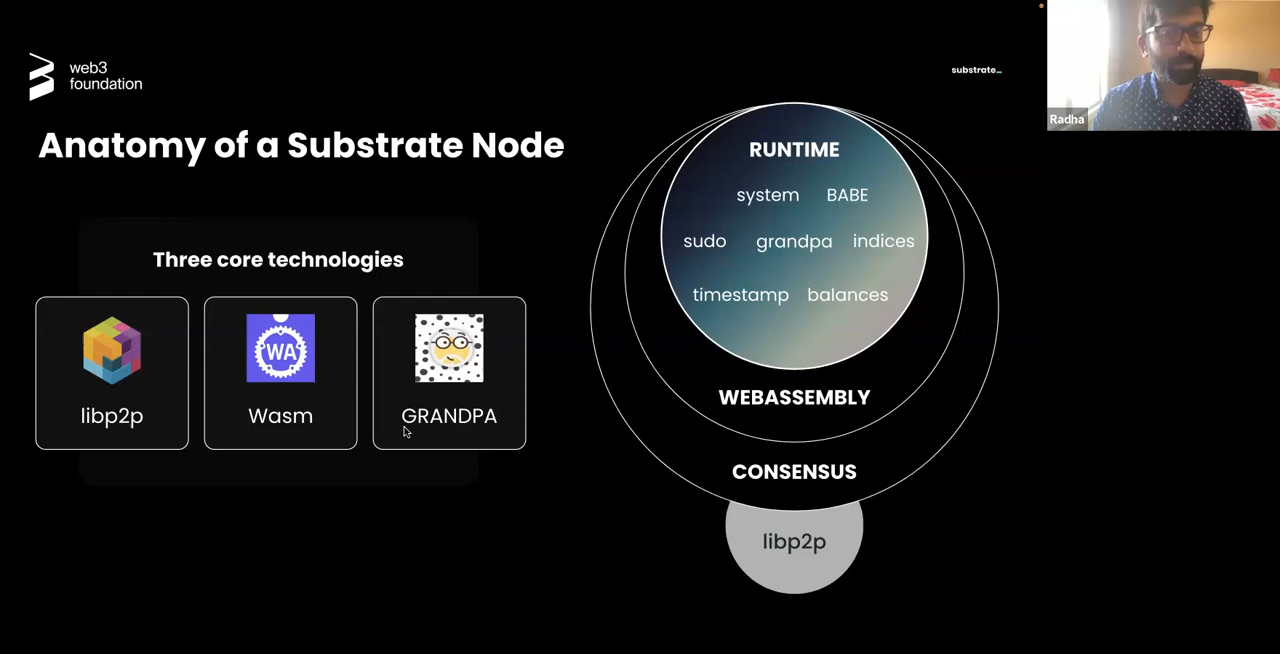 web3
foundation
substrate_
Radha
Anatomy of a Substrate Node
Three core technologies
libp2p
WA
Wasm
GRANDPA
RUNTIME
system BABE
sudo grandpa indices
timestamp balances
WEBASSEMBLY
CONSENSUS
libp2p